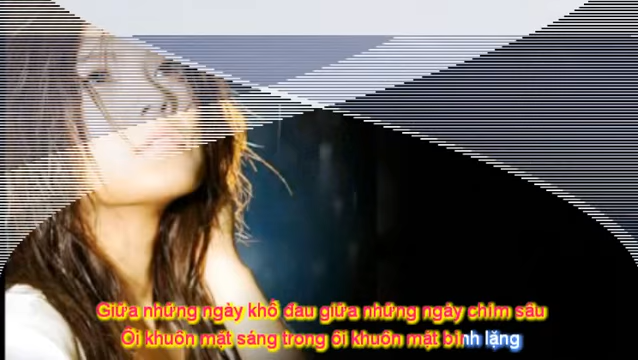 Giữa những ngày khổ đau giữa những ngày chìm sâu
Ôi khuôn mặt sáng trong ôi khuôn mặt bình lặng